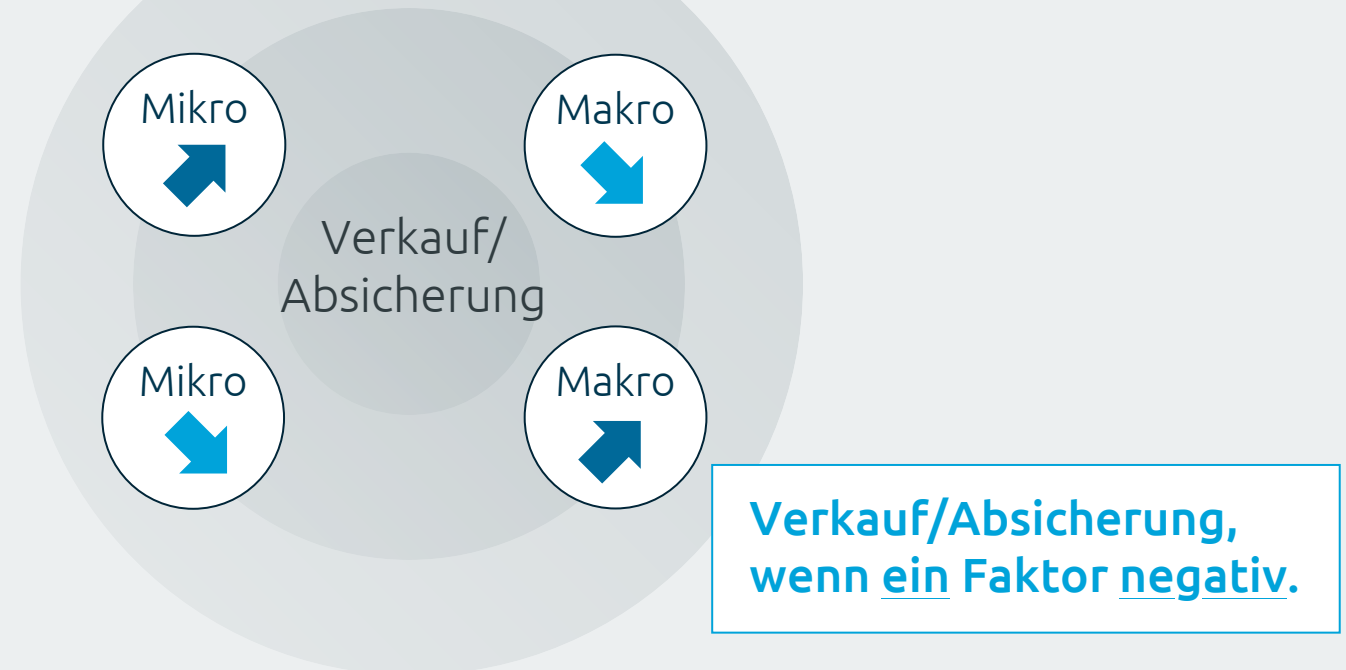 Mikro
Makro
Verkauf/
Absicherung
Mikro
Makro
Verkauf/Absicherung,
wenn ein Faktor negativ.